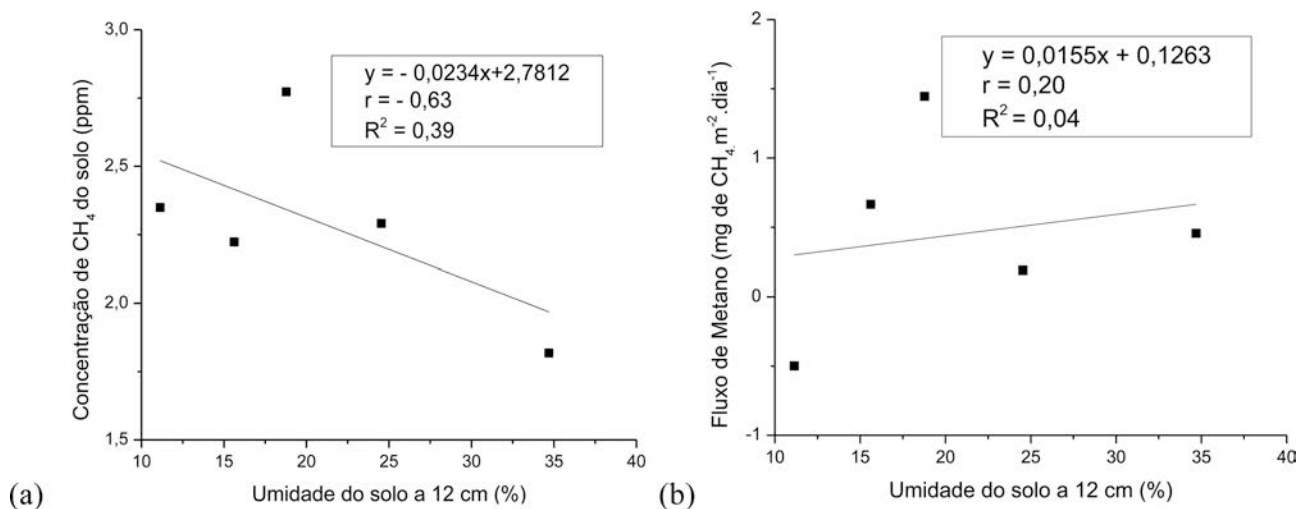 3,0
2,5
2,0
1,5
Concentração de CH₄ do solo (ppm)
y = - 0,0234x+2,7812
r = - 0,63
R² = 0,39
10 15 20 25 30 35 40
Umidade do solo a 12 cm (%)
(a)
2
1
0
-1
Fluxo de Metano (mg de CH₄.m⁻².dia⁻¹)
y = 0,0155x + 0,1263
r = 0,20
R² = 0,04
10 15 20 25 30 35 40
Umidade do solo a 12 cm (%)
(b)